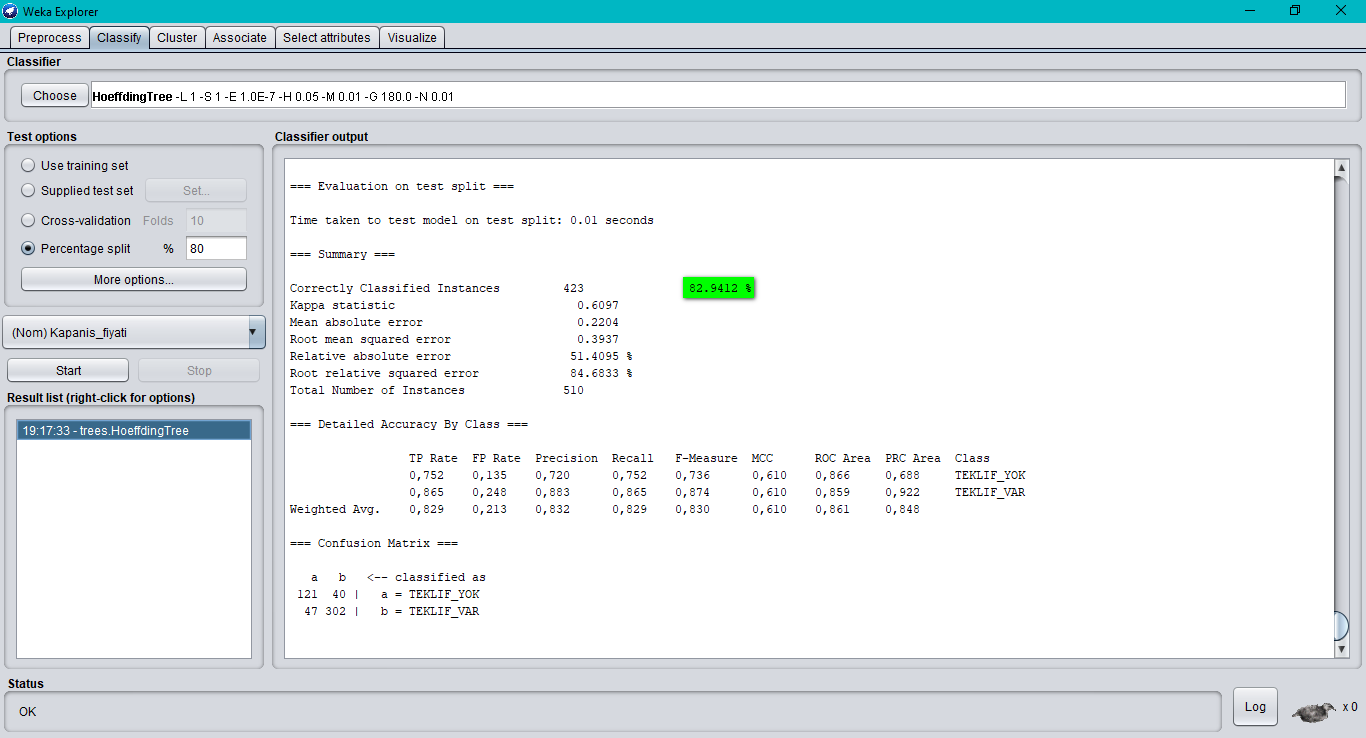 Weka Explorer
Preprocess Classify Cluster Associate Select attributes Visualize
Classifier
Choose HoeffdingTree -L 1 -S 1 -E 1.0E-7 -H 0.05 -M 0.01 -G 180.0 -N 0.01
Test options
Use training set
Supplied test set Set...
Cross-validation Folds 10
Percentage split % 80
More options...
(Nom) Kapanis_fiyati
Start Stop
Result list (right-click for options)
19:17:33 - trees.HoeffdingTree
Classifier output
=== Evaluation on test split ===
Time taken to test model on test split: 0.01 seconds
=== Summary ===
Correctly Classified Instances 423 82.9412 %
Kappa statistic 0.6097
Mean absolute error 0.2204
Root mean squared error 0.3937
Relative absolute error 51.4095 %
Root relative squared error 84.6833 %
Total Number of Instances 510
=== Detailed Accuracy By Class ===
TP Rate FP Rate Precision Recall F-Measure MCC ROC Area PRC Area Class
0,752 0,135 0,720 0,752 0,736 0,610 0,866 0,688 TEKLIF_YOK
0,865 0,248 0,883 0,865 0,874 0,610 0,859 0,922 TEKLIF_VAR
Weighted Avg. 0,829 0,213 0,832 0,829 0,830 0,610 0,861 0,848
=== Confusion Matrix ===
a b <-- classified as
121 40 | a = TEKLIF_YOK
47 302 | b = TEKLIF_VAR
Status
OK
Log x 0